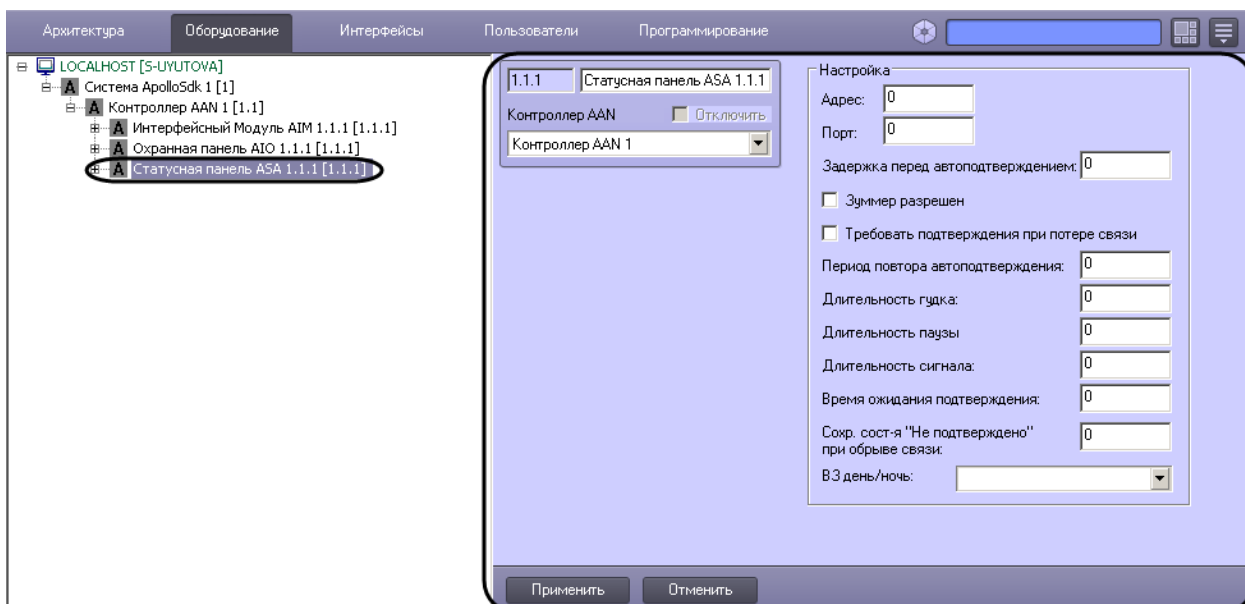 Архитектура Оборудование Интерфейсы Пользователи Программирование
LOCALHOST [S-UYUTOVA]
Система ApolloSdk 1 [1]
Контроллер AAN 1 [1.1]
Интерфейсный Модуль AIM 1.1.1 [1.1.1]
Охранная панель AIO 1.1.1 [1.1.1]
Статусная панель ASA 1.1.1 [1.1.1]
1.1.1 Статусная панель ASA 1.1.1
Контроллер AAN Отключить
Контроллер AAN 1
Настройка
Адрес: 0
Порт: 0
Задержка перед автоподтверждением: 0
Зуммер разрешен
Требовать подтверждения при потере связи
Период повтора автоподтверждения: 0
Длительность гудка: 0
Длительность паузы 0
Длительность сигнала: 0
Время ожидания подтверждения: 0
Сохр. сост-я "Не подтверждено" 0
при обрыве связи:
ВЗ день/ночь:
Применить Отменить